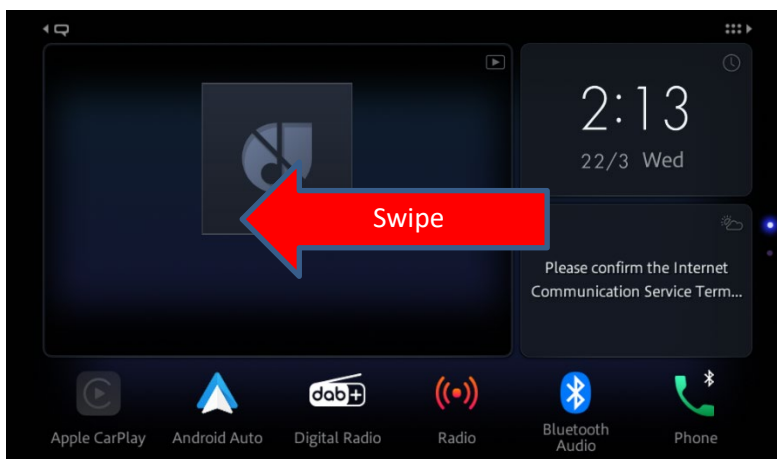 2:13
22/3 Wed
Swipe
Please confirm the Internet
Communication Service Term...
dab+
Apple CarPlay
Android Auto
Digital Radio
Radio
Bluetooth
Audio
Phone